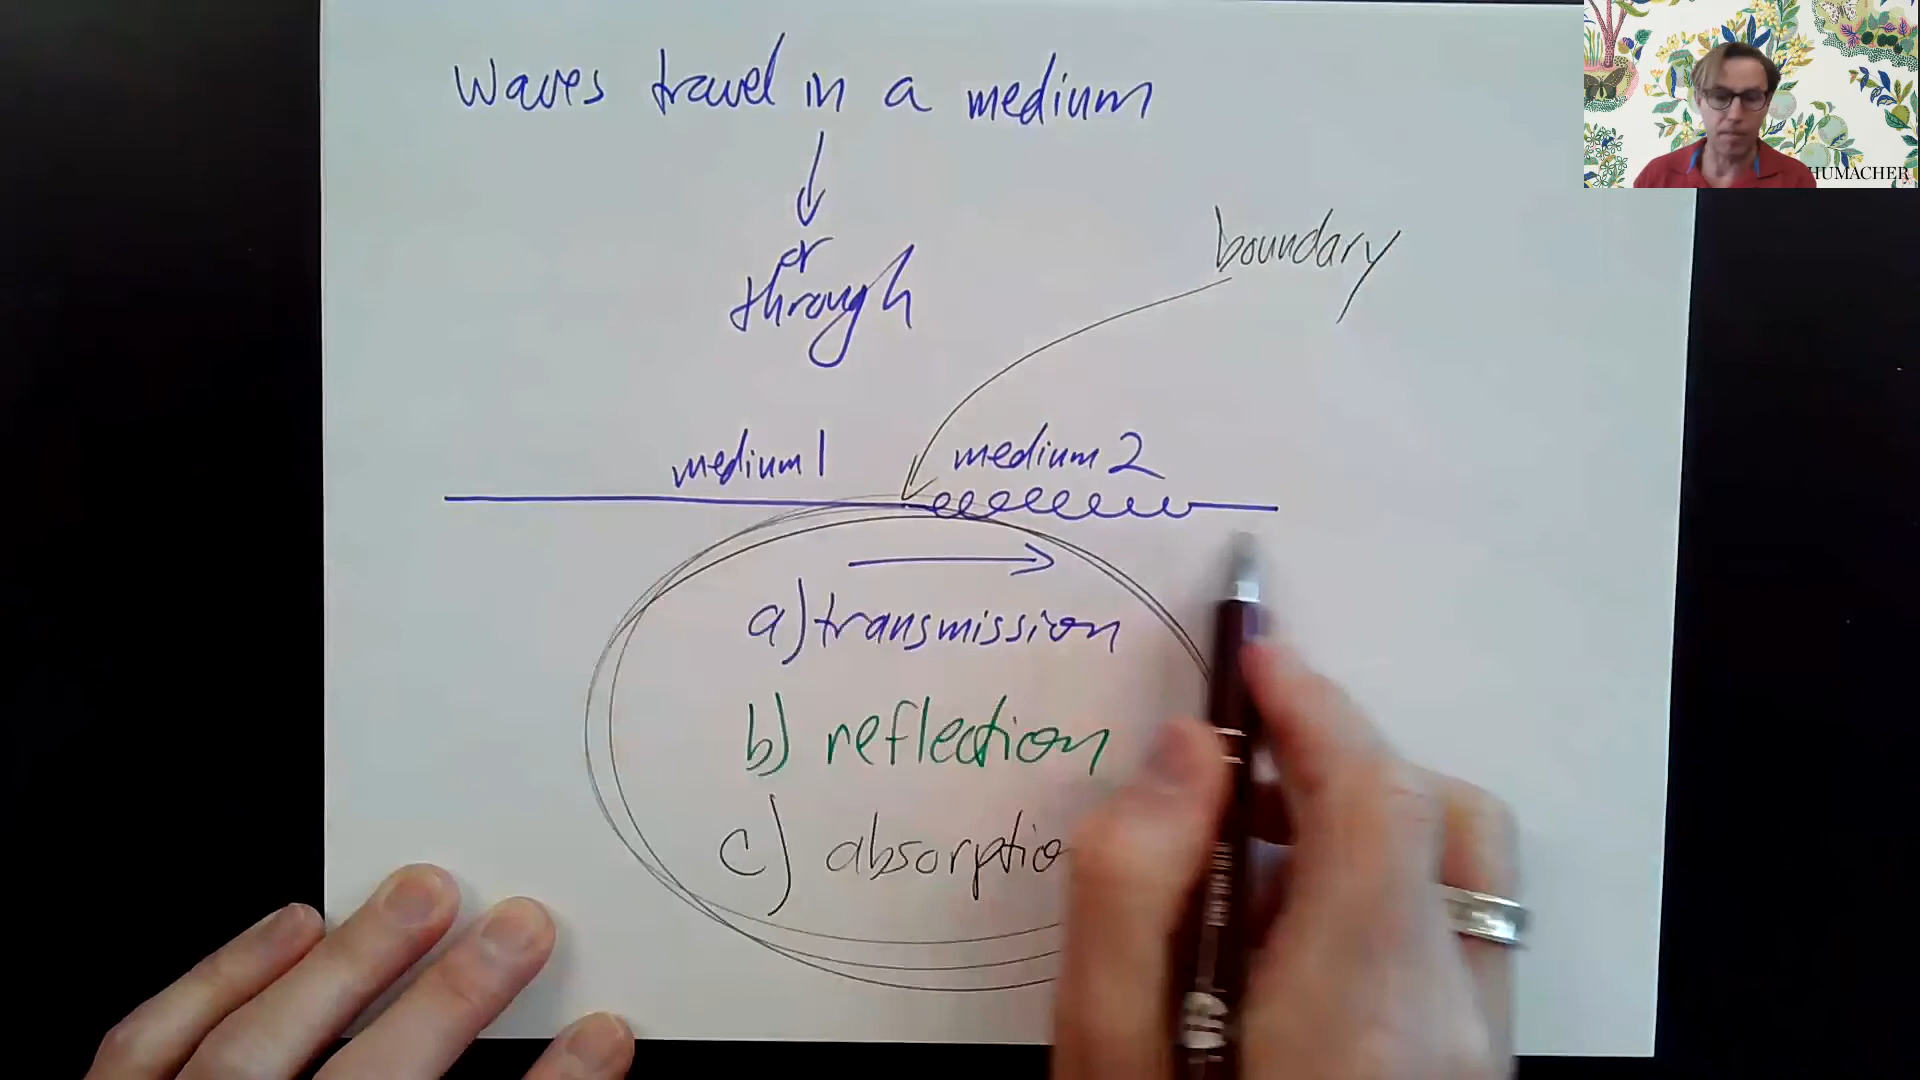 Waves travel in a medium
or
through
boundary
medium 1
medium 2
a) transmission
b) reflection
c) absorptio
HUMACHER